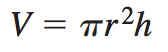 V = πr²h